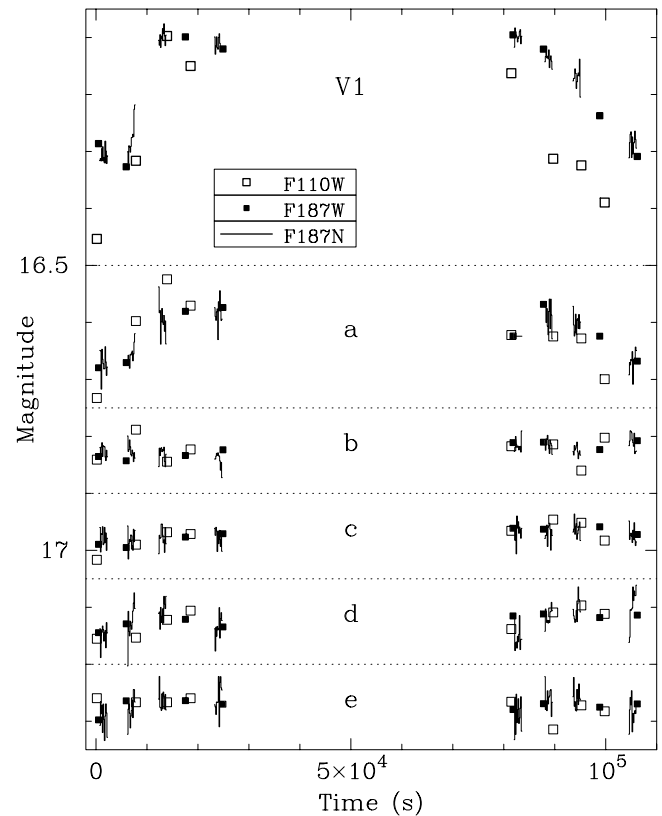 V1
F110W
F187W
F187N
16.5
a
Magnitude
b
c
17
d
e
0
5×10⁴
10⁵
Time (s)